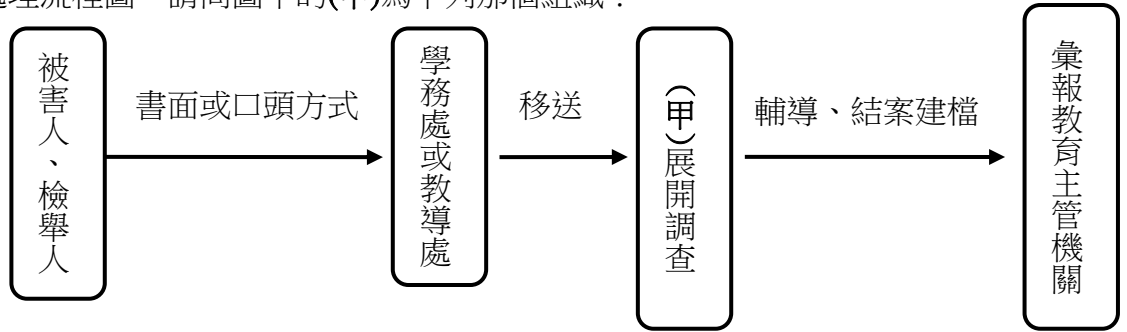 被害人、檢舉人
書面或口頭方式
學務處或教導處
移送
(甲)展開調查
輔導、結案建檔
彙報教育主管機關